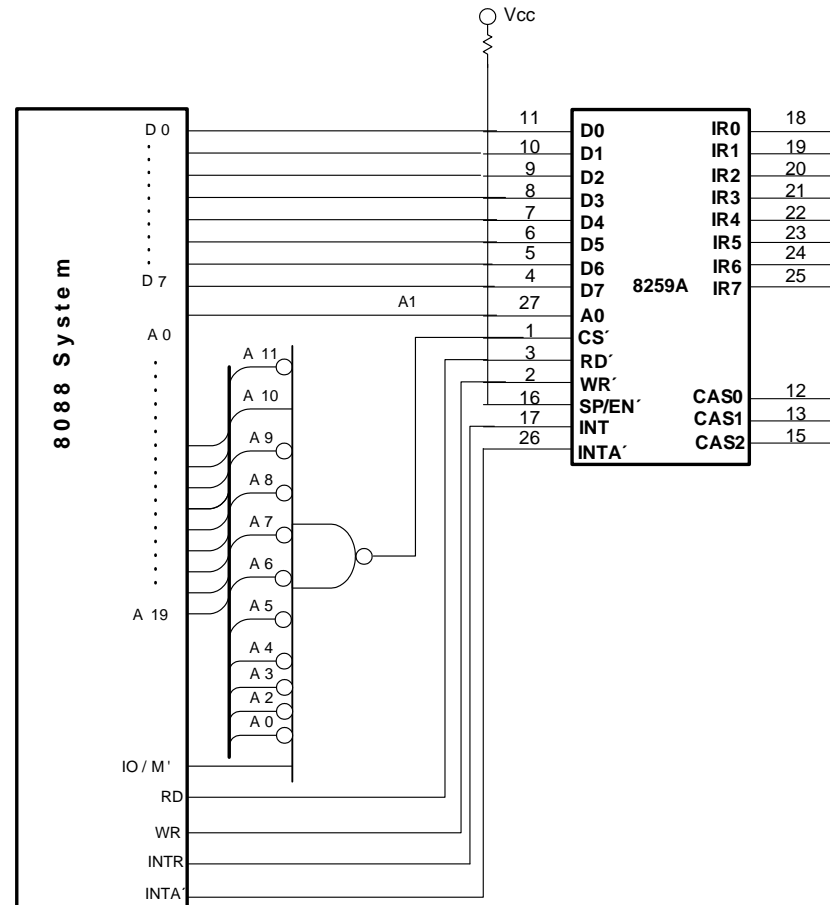 Vcc
8088 System
D 0
D 7
A 0
A 19
IO / M '
RD
WR
INTR
INTA´
A 11
A 10
A 9
A 8
A 7
A 6
A 5
A 4
A 3
A 2
A 0
A1
11
10
9
8
7
6
5
4
27
1
3
2
16
17
26
D0
D1
D2
D3
D4
D5
D6
D7
A0
CS´
RD´
WR´
SP/EN´
INT
INTA´
8259A
IR0
IR1
IR2
IR3
IR4
IR5
IR6
IR7
CAS0
CAS1
CAS2
18
19
20
21
22
23
24
25
12
13
15